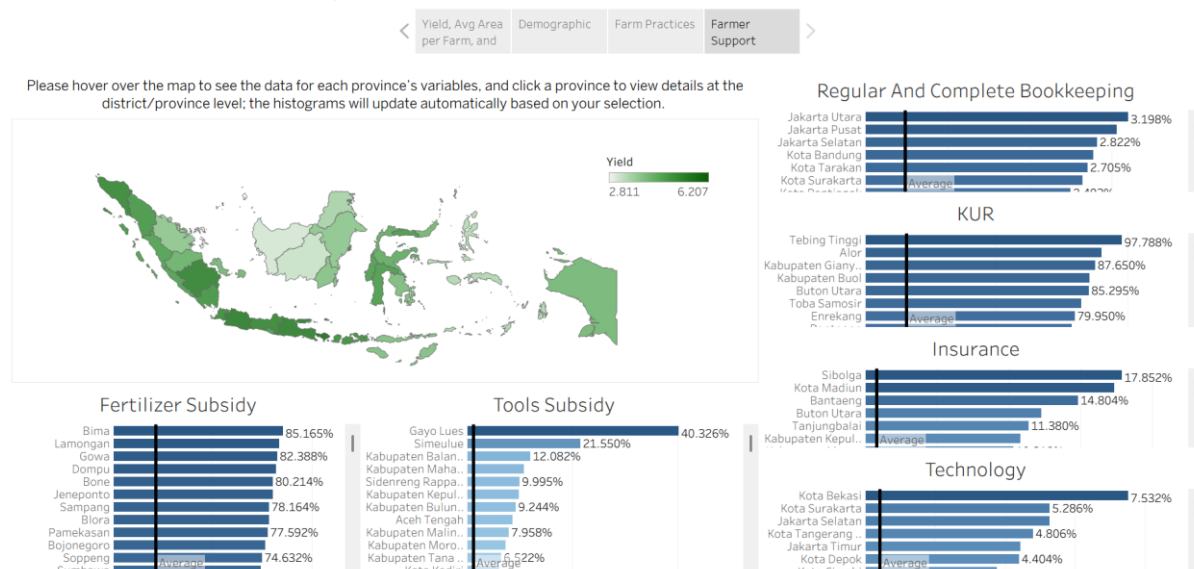 Yield, Avg Area
per Farm, and
Demographic
Farm Practices
Farmer
Support
Please hover over the map to see the data for each province's variables, and click a province to view details at the
district/province level; the histograms will update automatically based on your selection.
Yield
2.811 6.207
Regular And Complete Bookkeeping
Jakarta Utara 3.198%
Jakarta Pusat
Jakarta Selatan 2.822%
Kota Bandung
Kota Tarakan 2.705%
Kota Surakarta
Average
KUR
Tebing Tinggi 97.788%
Alor
Kabupaten Giany.. 87.650%
Kabupaten Buol
Buton Utara 85.295%
Toba Samosir
Enrekang 79.950%
Average
Insurance
Sibolga 17.852%
Kota Madiun
Bantaeng 14.804%
Buton Utara
Tanjungbalai 11.380%
Kabupaten Kepul..
Average
Fertilizer Subsidy
Bima 85.165%
Lamongan
Gowa 82.388%
Dompu
Bone 80.214%
Jeneponto
Sampang 78.164%
Blora
Pamekasan 77.592%
Bojonegoro
Soppeng 74.632%
Average
Tools Subsidy
Gayo Lues 40.326%
Simeulue 21.550%
Kabupaten Balan.. 12.082%
Kabupaten Maha..
Sidenreng Rappa.. 9.995%
Kabupaten Kepul..
Kabupaten Bulun.. 9.244%
Aceh Tengah
Kabupaten Malin.. 7.958%
Kabupaten Moro..
Kabupaten Tana .. 6.522%
Average
Technology
Kota Bekasi 7.532%
Kota Surakarta 5.286%
Jakarta Selatan
Kota Tangerang .. 4.806%
Jakarta Timur
Kota Depok 4.404%
Average